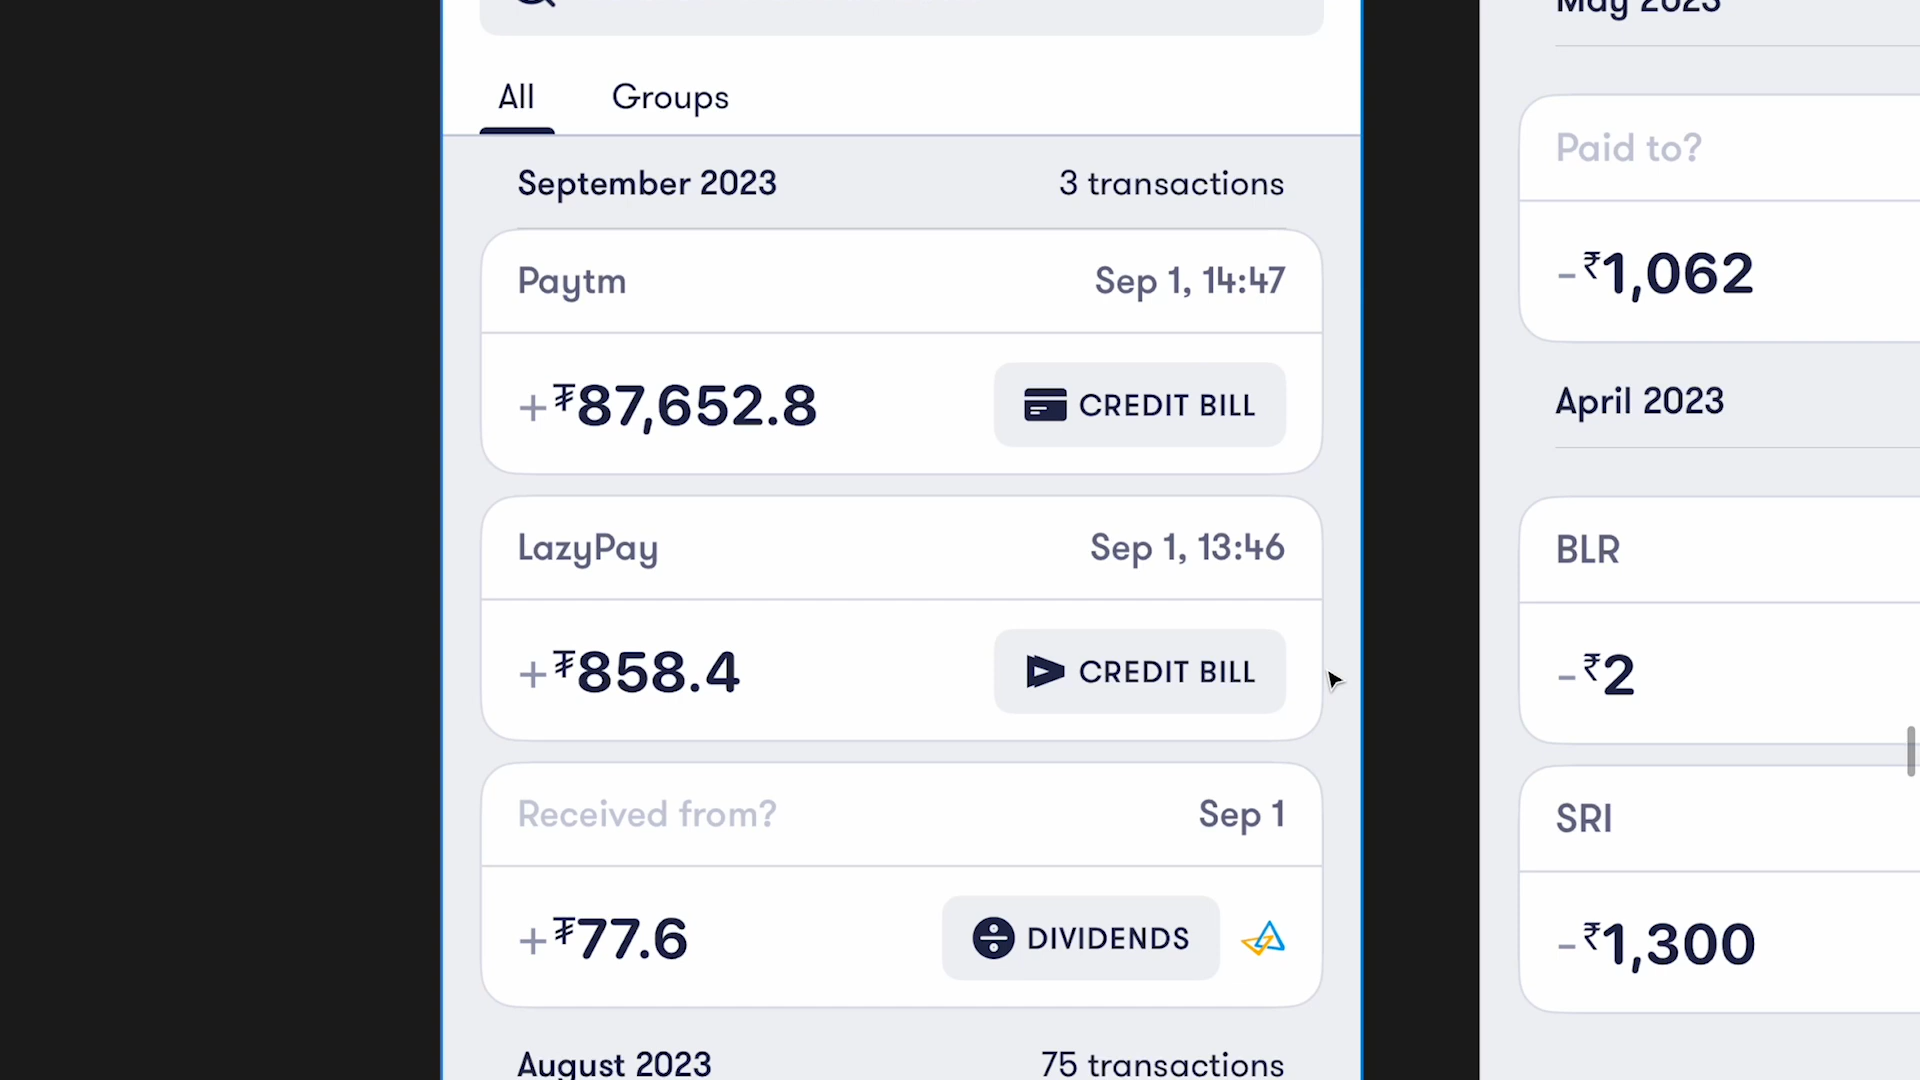 All Groups
September 2023 3 transactions
Paytm Sep 1, 14:47
+₮87,652.8 CREDIT BILL
LazyPay Sep 1, 13:46
+₮858.4 CREDIT BILL
Received from? Sep 1
+₮77.6 DIVIDENDS
August 2023 75 transactions
May 2023
Paid to?
-₹1,062
April 2023
BLR
-₹2
SRI
-₹1,300